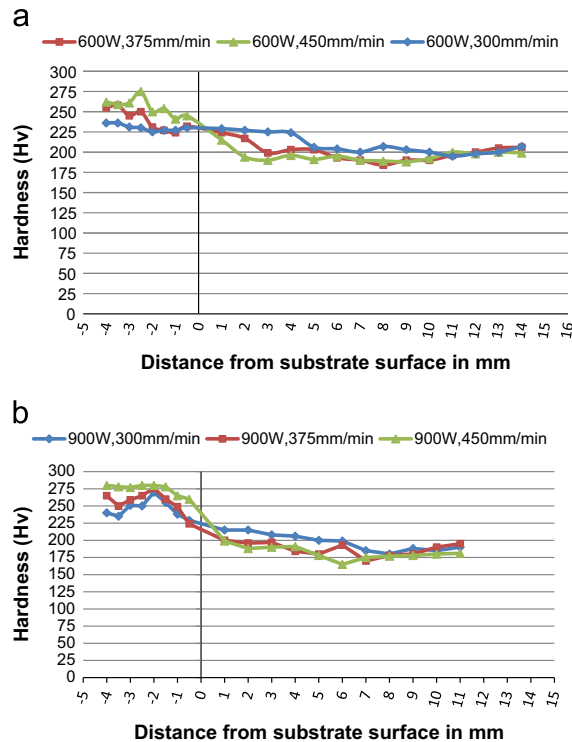 a
600W,375mm/min 600W,450mm/min 600W,300mm/min
300
275
250
225
200
175
150
125
100
75
50
25
0
Hardness (Hv)
-5 -4 -3 -2 -1 0 1 2 3 4 5 6 7 8 9 10 11 12 13 14 15 16
Distance from substrate surface in mm
b
900W,300mm/min 900W,375mm/min 900W,450mm/min
300
275
250
225
200
175
150
125
100
75
50
25
0
Hardness (Hv)
-5 -4 -3 -2 -1 0 1 2 3 4 5 6 7 8 9 10 11 12 13 14 15
Distance from substrate surface in mm